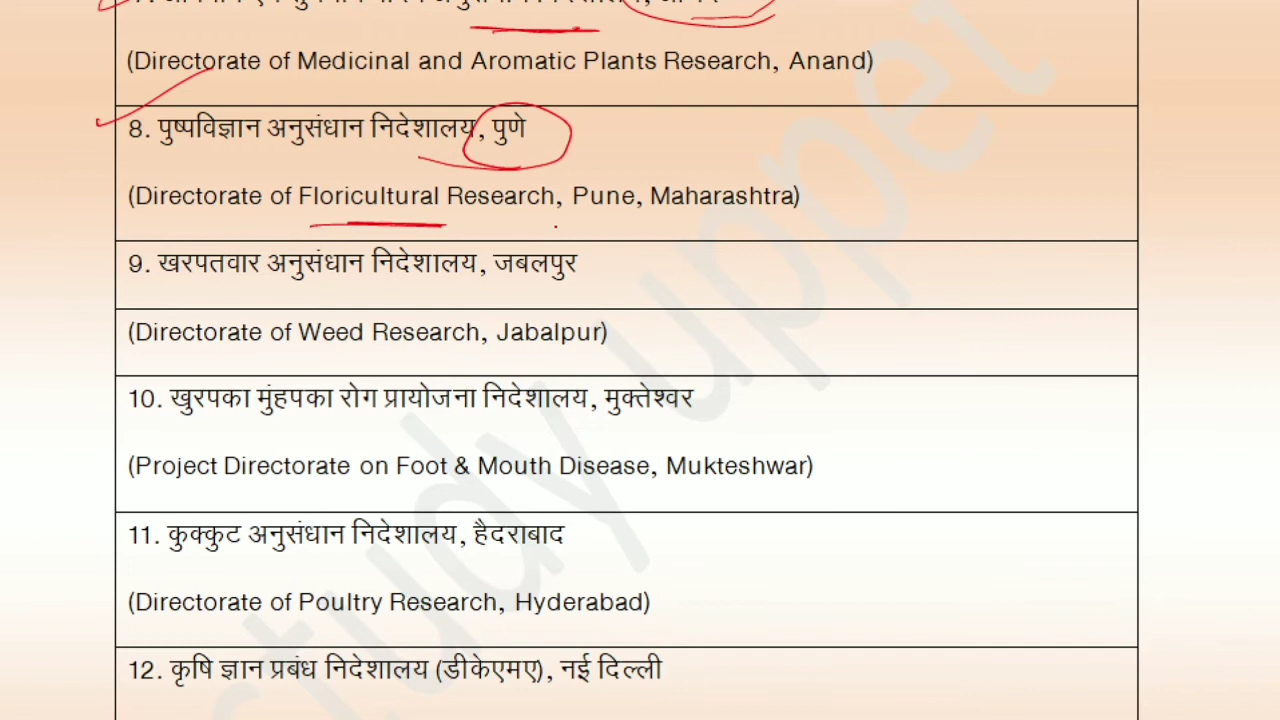 (Directorate of Medicinal and Aromatic Plants Research, Anand)
8. पुष्पविज्ञान अनुसंधान निदेशालय, पुणे
(Directorate of Floricultural Research, Pune, Maharashtra)
9. खरपतवार अनुसंधान निदेशालय, जबलपुर
(Directorate of Weed Research, Jabalpur)
10. खुरपका मुंहपका रोग प्रायोजना निदेशालय, मुक्तेश्वर
(Project Directorate on Foot & Mouth Disease, Mukteshwar)
11. कुक्कुट अनुसंधान निदेशालय, हैदराबाद
(Directorate of Poultry Research, Hyderabad)
12. कृषि ज्ञान प्रबंध निदेशालय (डीकेएमए), नई दिल्ली
study uppet